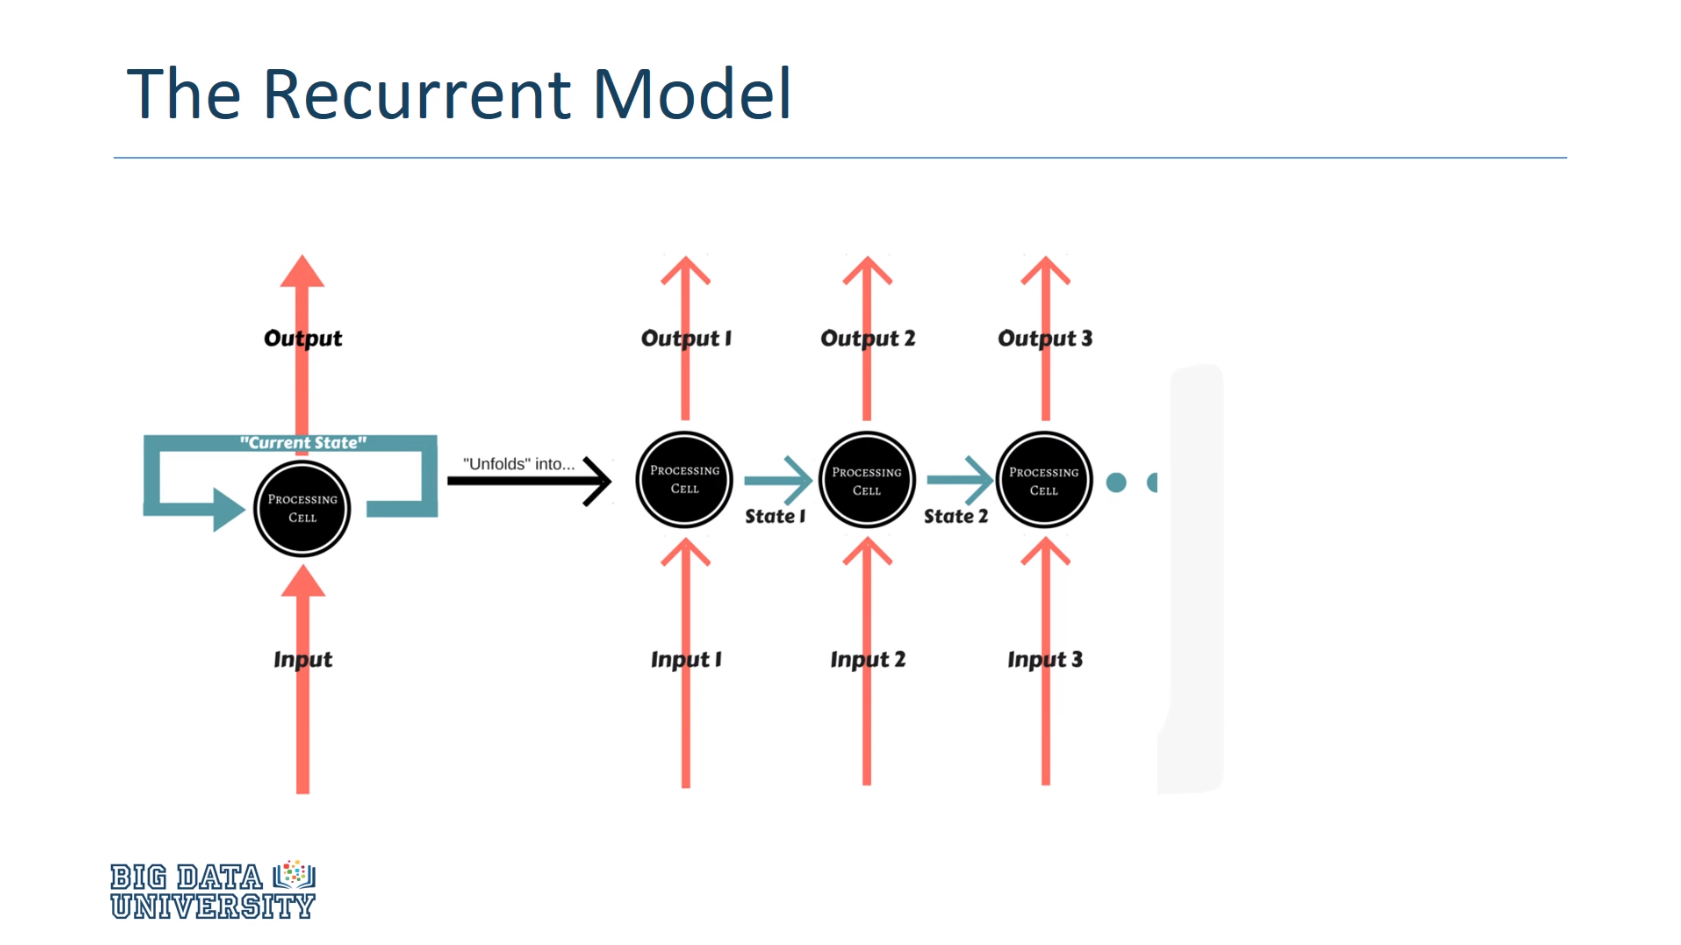 The Recurrent Model
Output
"Current State"
Processing
Cell
Input
"Unfolds" into...
Output 1
Output 2
Output 3
Processing
Cell
Processing
Cell
Processing
Cell
State 1
State 2
Input 1
Input 2
Input 3
BIG DATA
UNIVERSITY